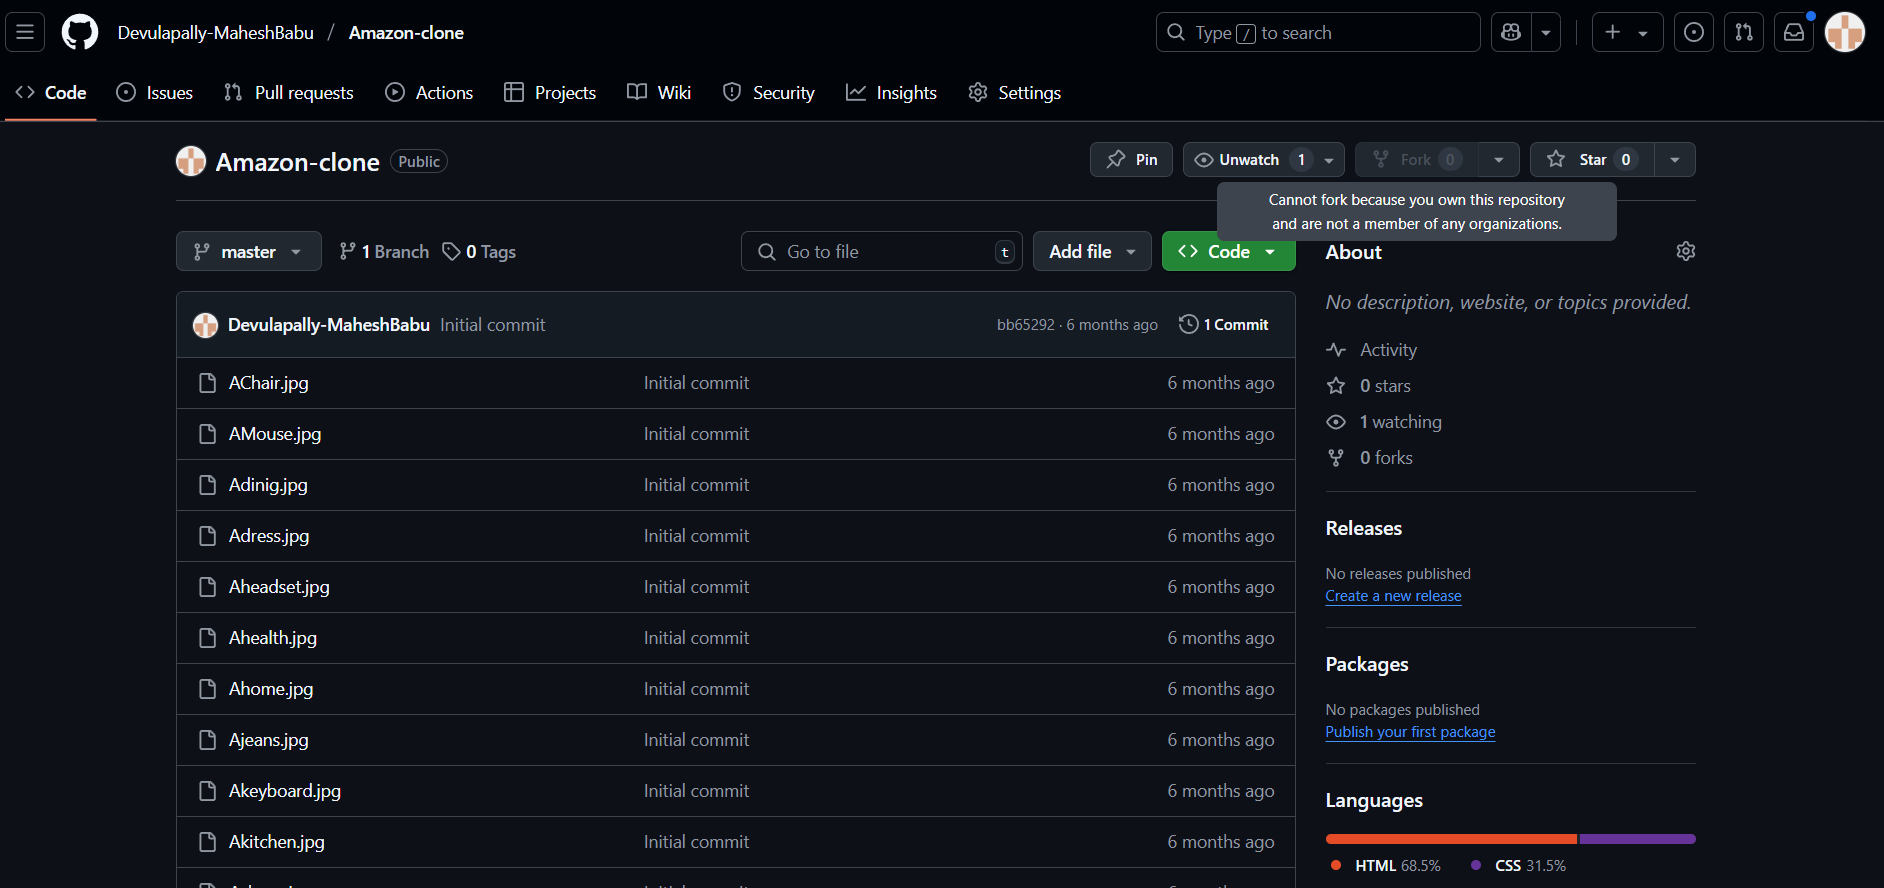 Devulapally-MaheshBabu / Amazon-clone
Type / to search
Code Issues Pull requests Actions Projects Wiki Security Insights Settings
Amazon-clone Public
Pin Unwatch 1 Fork 0 Star 0
Cannot fork because you own this repository
and are not a member of any organizations.
master 1 Branch 0 Tags Go to file t Add file Code
Devulapally-MaheshBabu Initial commit bb65292 · 6 months ago 1 Commit
AChair.jpg Initial commit 6 months ago
AMouse.jpg Initial commit 6 months ago
Adinig.jpg Initial commit 6 months ago
Adress.jpg Initial commit 6 months ago
Aheadset.jpg Initial commit 6 months ago
Ahealth.jpg Initial commit 6 months ago
Ahome.jpg Initial commit 6 months ago
Ajeans.jpg Initial commit 6 months ago
Akeyboard.jpg Initial commit 6 months ago
Akitchen.jpg Initial commit 6 months ago
About
No description, website, or topics provided.
Activity
0 stars
1 watching
0 forks
Releases
No releases published
Create a new release
Packages
No packages published
Publish your first package
Languages
HTML 68.5% CSS 31.5%